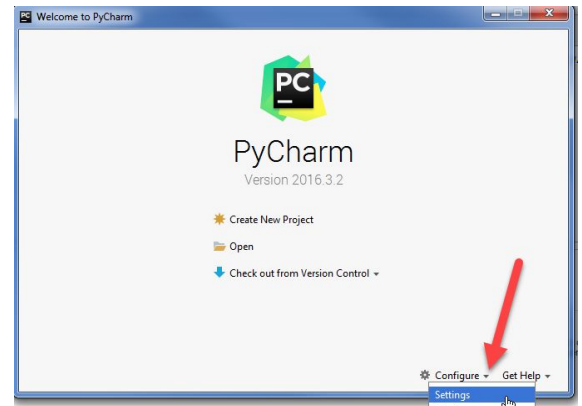 PC Welcome to PyCharm
PC
PyCharm
Version 2016.3.2
Create New Project
Open
Check out from Version Control
Configure Get Help
Settings